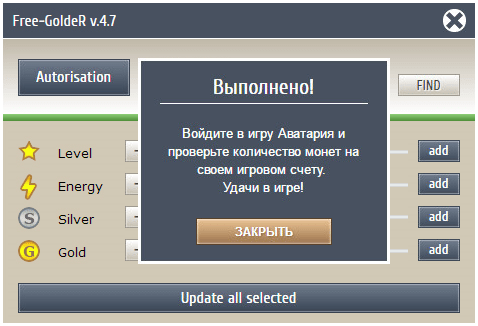 Free-GoldeR v.4.7
Autorisation
FIND
Выполнено!
Войдите в игру Аватария и
проверьте количество монет на
своем игровом счету.
Удачи в игре!
ЗАКРЫТЬ
Level
add
Energy
add
S
Silver
add
G
Gold
add
Update all selected